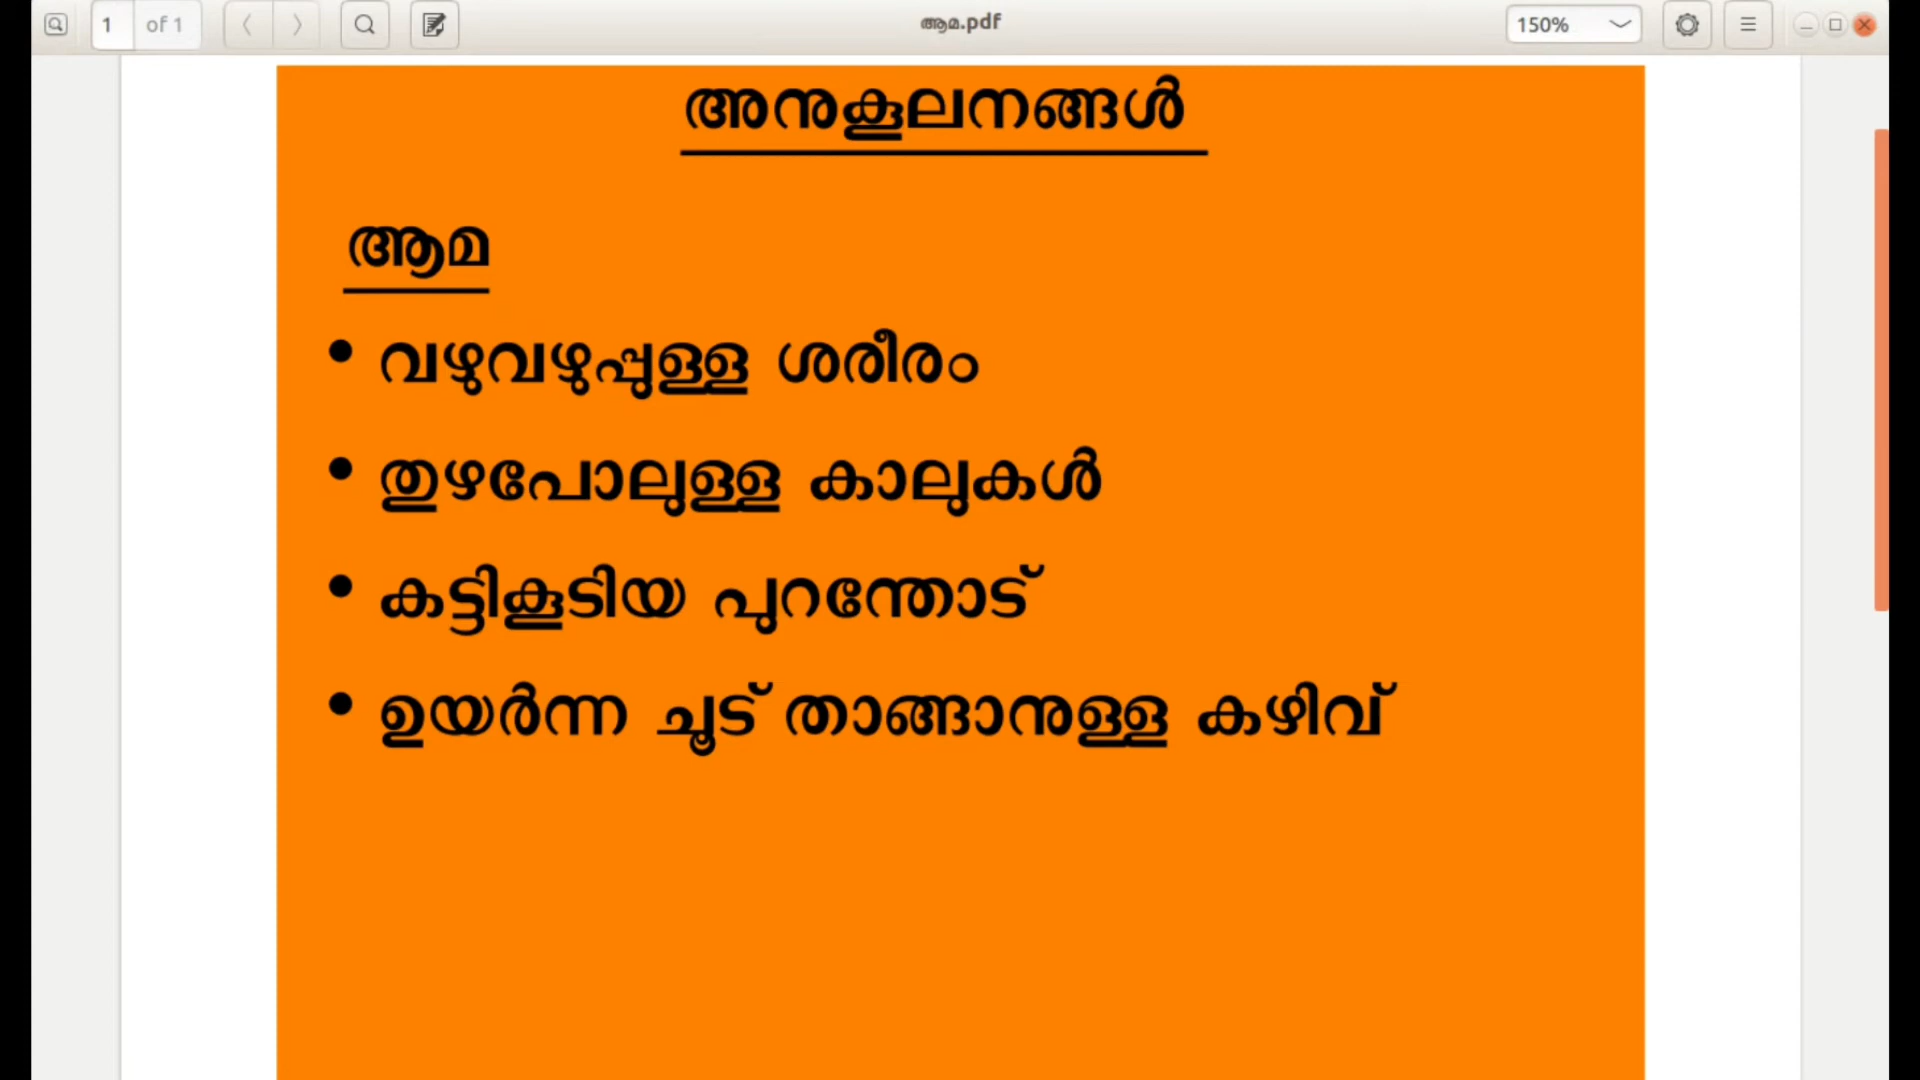 1 of 1 ആമ.pdf 150%
അനുകൂലനങ്ങൾ
ആമ
• വഴുവഴുപ്പുള്ള ശരീരം
• തുഴപോലുള്ള കാലുകൾ
• കട്ടികൂടിയ പുറന്തോട്
• ഉയർന്ന ചൂട് താങ്ങാനുള്ള കഴിവ്